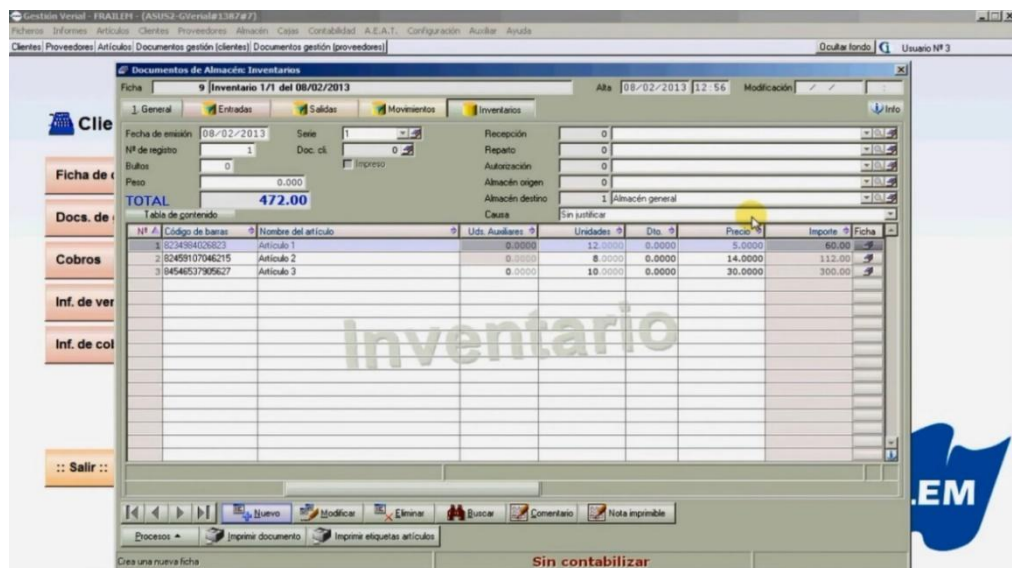 Gestión Verial - FRAILEM - (ASUS2-GVerial#1387#7)
Ficheros Informes Artículos Clientes Proveedores Almacén Cajas Contabilidad A.E.A.T. Configuración Auxiliar Ayuda
Clientes Proveedores Artículos Documentos gestión (clientes) Documentos gestión (proveedores) Ocultar fondo Usuario Nº 3
Documentos de Almacén: Inventarios
Ficha 9 Inventario 1/1 del 08/02/2013 Alta 08/02/2013 12:56 Modificación / / :
1. General Entradas Salidas Movimientos Inventarios Info
Clie
Fecha de emisión 08/02/2013 Serie 1 Recepción 0
Nº de registro 1 Doc. cli. 0 Reparto 0
Bultos 0 Impreso Autorización 0
Ficha de
Peso 0.000 Almacén origen 0
TOTAL 472.00 Almacén destino 1 Almacén general
Tabla de contenido Causa Sin justificar
Docs. de
Nº Código de barras Nombre del artículo Uds. Auxiliares Unidades Dto. Precio Importe Ficha
1 8234984026823 Artículo 1 0.0000 12.0000 0.0000 5.0000 60.00
2 82459107046215 Artículo 2 0.0000 8.0000 0.0000 14.0000 112.00
3 84546537905627 Artículo 3 0.0000 10.0000 0.0000 30.0000 300.00
Cobros
Inf. de ver
Inventario
Inf. de col
:: Salir ::
EM
Nuevo Modificar Eliminar Buscar Comentario Nota imprimible
Procesos Imprimir documento Imprimir etiquetas artículos
Crea una nueva ficha Sin contabilizar